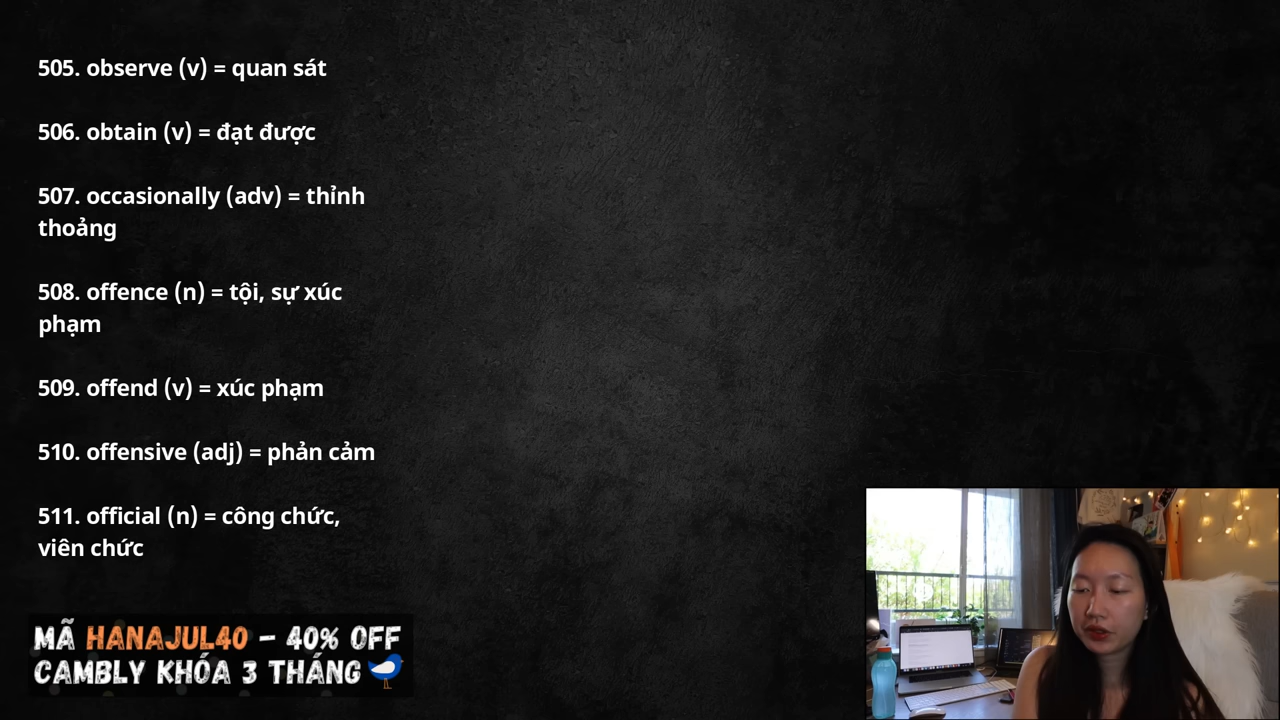 505. observe (v) = quan sát
506. obtain (v) = đạt được
507. occasionally (adv) = thỉnh
thoảng
508. offence (n) = tội, sự xúc
phạm
509. offend (v) = xúc phạm
510. offensive (adj) = phản cảm
511. official (n) = công chức,
viên chức
MÃ HANAJUL40 – 40% OFF
CAMBLY KHÓA 3 THÁNG